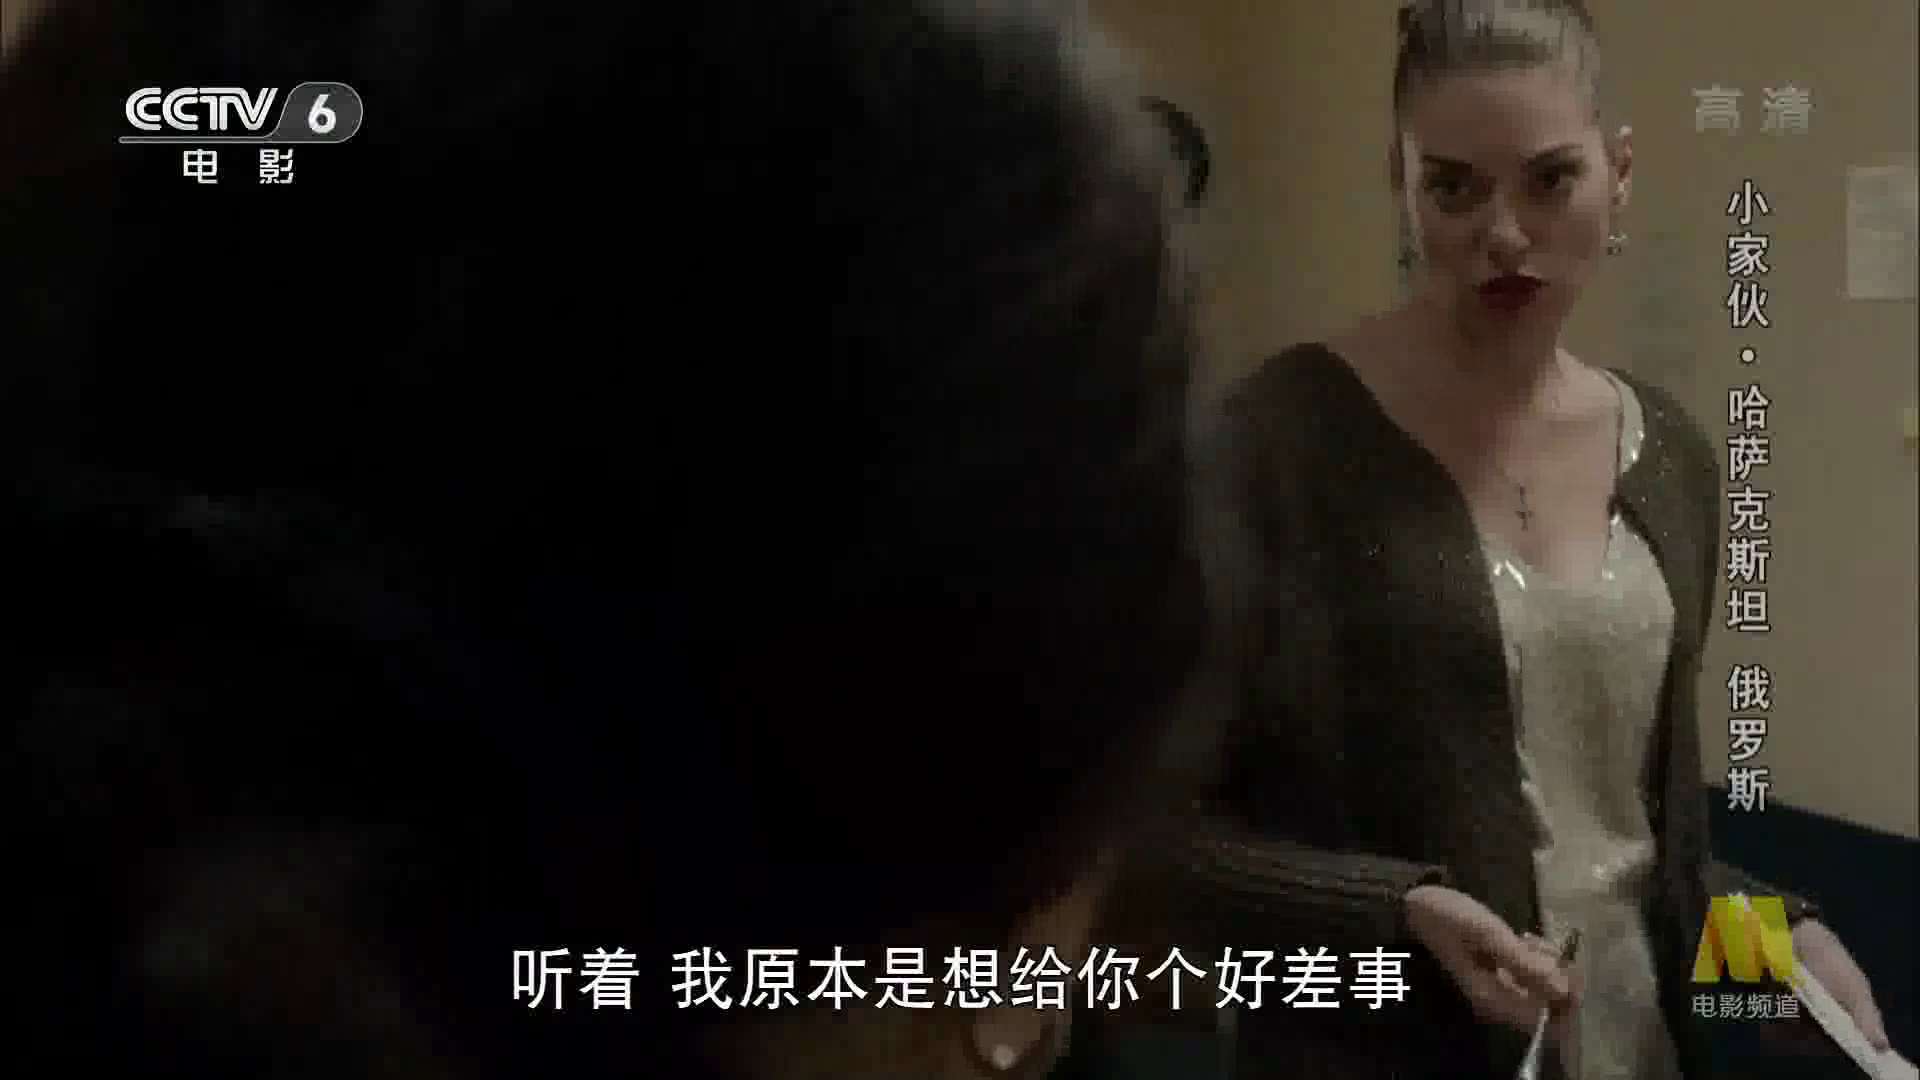 CCTV 6
电 影
高 清
小家伙·哈萨克斯坦 俄罗斯
听着 我原本是想给你个好差事
电影频道